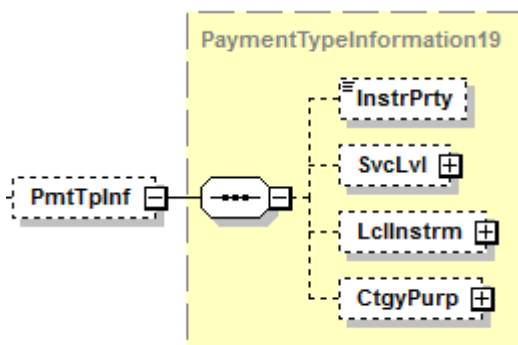 PaymentTypeInformation19
InstrPrty
SvcLvl
PmtTpInf
LclInstrm
CtgyPurp